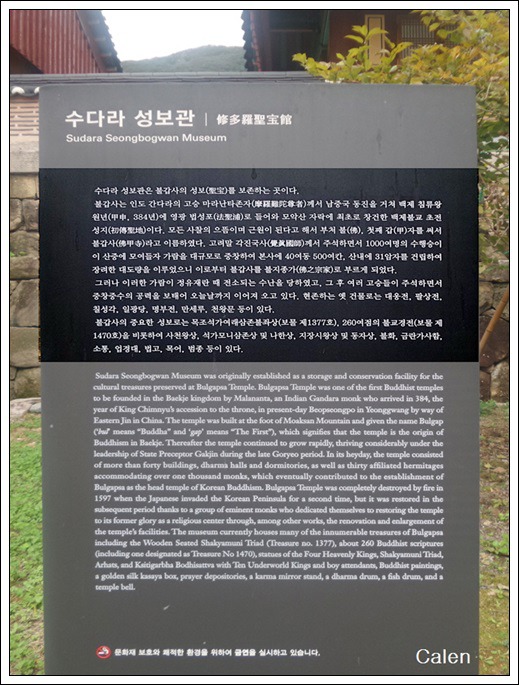 수다라 성보관 | 修多羅聖宝館
Sudara Seongbogwan Museum
수다라 성보관은 불갑사의 성보(聖宝)를 보존하는 곳이다.
불갑사는 인도 간다라의 고승 마라난타존자(摩羅難陀尊者)께서 남중국 동진을 거쳐 백제 침류왕
원년(甲申, 384년)에 영광 법성포(法聖浦)로 들어와 모악산 자락에 최초로 창건한 백제불교 초전
성지(初傳聖地)이다. 모든 사찰의 으뜸이며 근원이 된다고 해서 부처 불(佛), 첫째 갑(甲)자를 써서
불갑사(佛甲寺)라고 이름하였다. 고려말 각진국사(覺眞國師)께서 주석하면서 1000여명의 수행승이
이 산중에 모여들자 가람을 대규모로 중창하여 본사에 40여동 500여간, 산내에 31암자를 건립하여
장려한 대도량을 이루었으니 이로부터 불갑사를 불지종가(佛之宗家)로 부르게 되었다.
그러나 이러한 가람이 정유재란 때 전소되는 수난을 당하였고, 그 후 여러 고승들이 주석하면서
중창중수의 공력을 보태어 오늘날까지 이어져 오고 있다. 현존하는 옛 건물로는 대웅전, 팔상전,
칠성각, 일광당, 명부전, 만세루, 천왕문 등이 있다.
불갑사의 중요한 성보로는 목조석가여래삼존불좌상(보물 제1377호), 260여점의 불교경전(보물 제
1470호)을 비롯하여 사천왕상, 석가모니삼존상 및 나한상, 지장시왕상 및 동자상, 불화, 금란가사함,
소통, 업경대, 법고, 목어, 범종 등이 있다.
Sudara Seongbogwan Museum was originally established as a storage and conservation facility for the
cultural treasures preserved at Bulgapsa Temple. Bulgapsa Temple was one of the first Buddhist temples
to be founded in the Baekje kingdom by Malananta, an Indian Gandara monk who arrived in 384, the
year of King Chimnyu's accession to the throne, in present-day Beopseongpo in Yeonggwang by way of
Eastern Jin in China. The temple was built at the foot of Moaksan Mountain and given the name Bulgap
('bul' means "Buddha" and 'gap' means "The First"), which signifies that the temple is the origin of
Buddhism in Baekje. Thereafter the temple continued to grow rapidly, thriving considerably under the
leadership of State Preceptor Gakjin during the late Goryeo period. In its heyday, the temple consisted
of more than forty buildings, dharma halls and dormitories, as well as thirty affiliated hermitages
accommodating over one thousand monks, which eventually contributed to the establishment of
Bulgapsa as the head temple of Korean Buddhism. Bulgapsa Temple was completely destroyed by fire in
1597 when the Japanese invaded the Korean Peninsula for a second time, but it was restored in the
subsequent period thanks to a group of eminent monks who dedicated themselves to restoring the temple
to its former glory as a religious center through, among other works, the renovation and enlargement of
the temple's facilities. The museum currently houses many of the innumerable treasures of Bulgapsa
including the Wooden Seated Shakyamuni Triad (Treasure no. 1377), about 260 Buddhist scriptures
(including one designated as Treasure No 1470), statues of the Four Heavenly Kings, Shakyamuni Triad,
Arhats, and Ksitigarbha Bodhisattva with Ten Underworld Kings and boy attendants, Buddhist paintings,
a golden silk kasaya box, prayer depositories, a karma mirror stand, a dharma drum, a fish drum, and a
temple bell.
문화재 보호와 쾌적한 환경을 위하여 금연을 실시하고 있습니다.
Calen